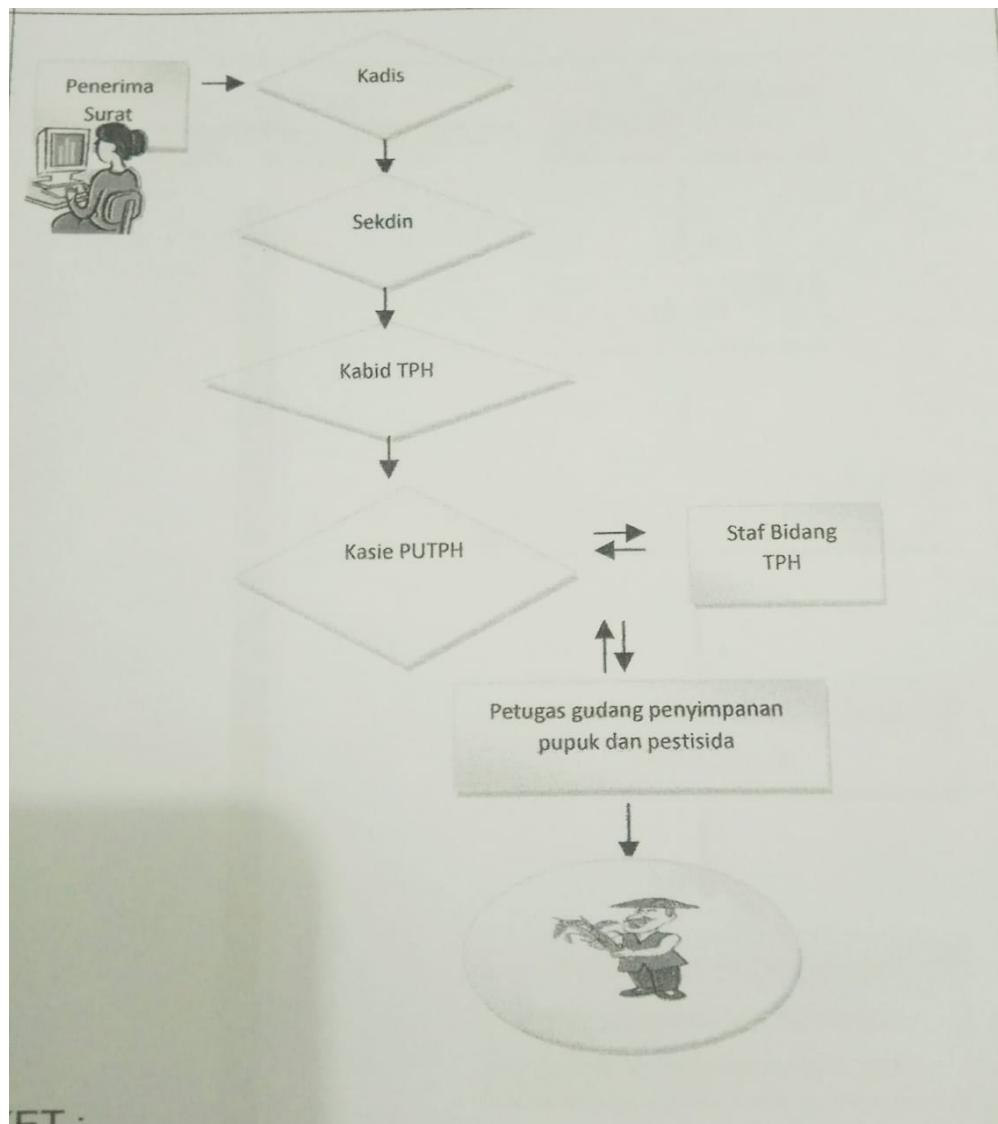 Penerima
Surat
Kadis
Sekdin
Kabid TPH
Kasie PUTPH
Staf Bidang
TPH
Petugas gudang penyimpanan
pupuk dan pestisida